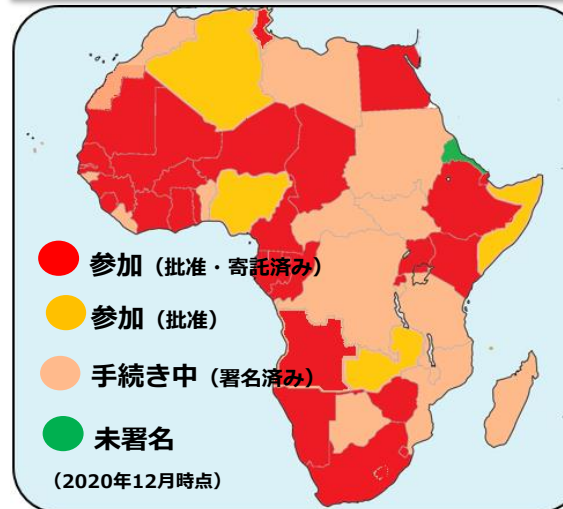 参加（批准・寄託済み）
参加（批准）
手続き中（署名済み）
未署名
（2020年12月時点）